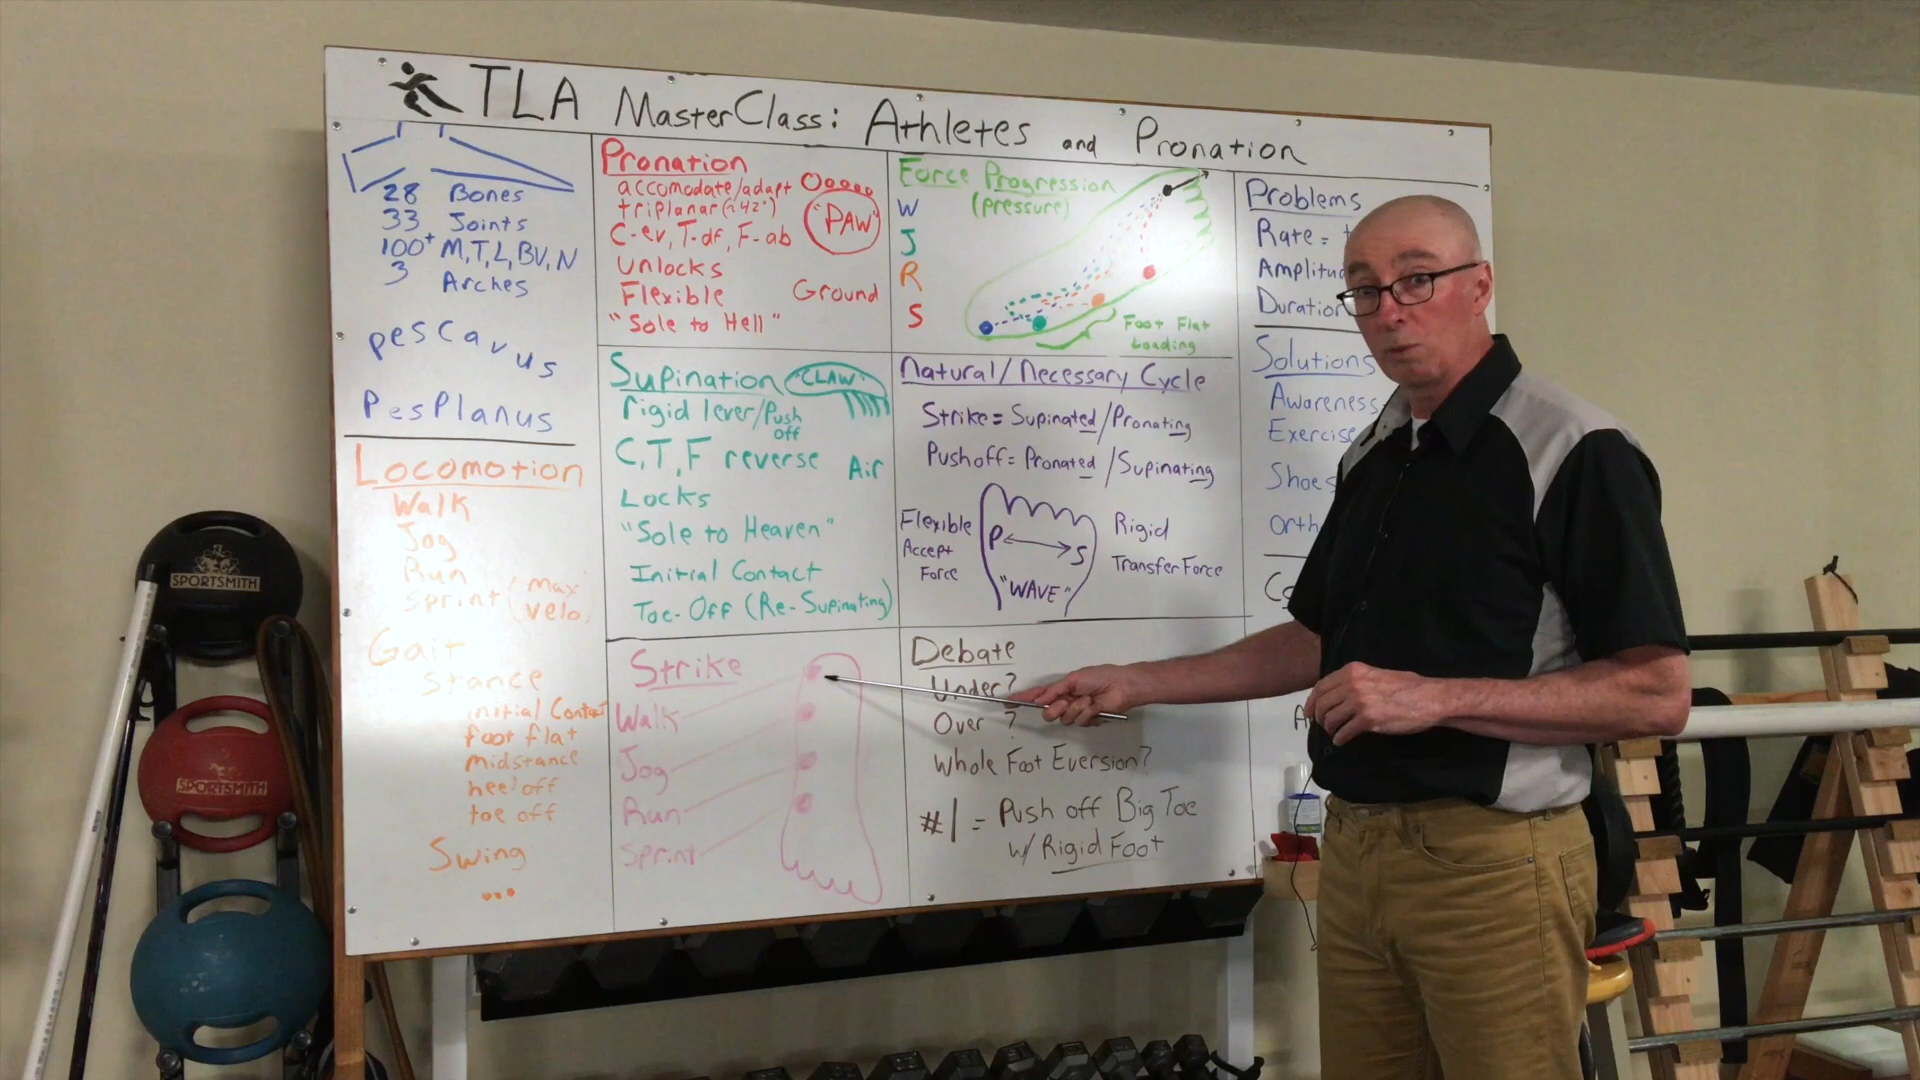 TLA MasterClass: Athletes and Pronation
28 Bones
33 Joints
100+ M,T,L,BV,N
3 Arches
pes Cavus
Pes Planus
Locomotion
Walk
Jog
Run
Sprint (max
velo.
Gait
Stance
initial Contact
foot flat
midstance
heel off
toe off
Swing
...
Pronation
accomodate/adapt
triplanar (~42°)
"PAW"
C-ev, T-df, F-ab
Unlocks
Flexible
Ground
"Sole to Hell"
Supination
"CLAW"
rigid lever/Push
off
C,T,F reverse
Air
Locks
"Sole to Heaven"
Initial Contact
Toe-Off (Re-Supinating)
Strike
Walk
Jog
Run
Sprint
Force Progression
(pressure)
W
J
R
S
Foot Flat
Loading
Natural/Necessary Cycle
Strike = Supinated/Pronating
Pushoff = Pronated/Supinating
Flexible
Accept
Force
P S
"WAVE"
Rigid
Transfer Force
Debate
Under?
Over?
Whole Foot Eversion?
#1 = Push off Big Toe
w/ Rigid Foot
Problems
Rate =
Solutions
Awareness
Exercise
Shoes
SPORTSMITH
SPORTSMITH